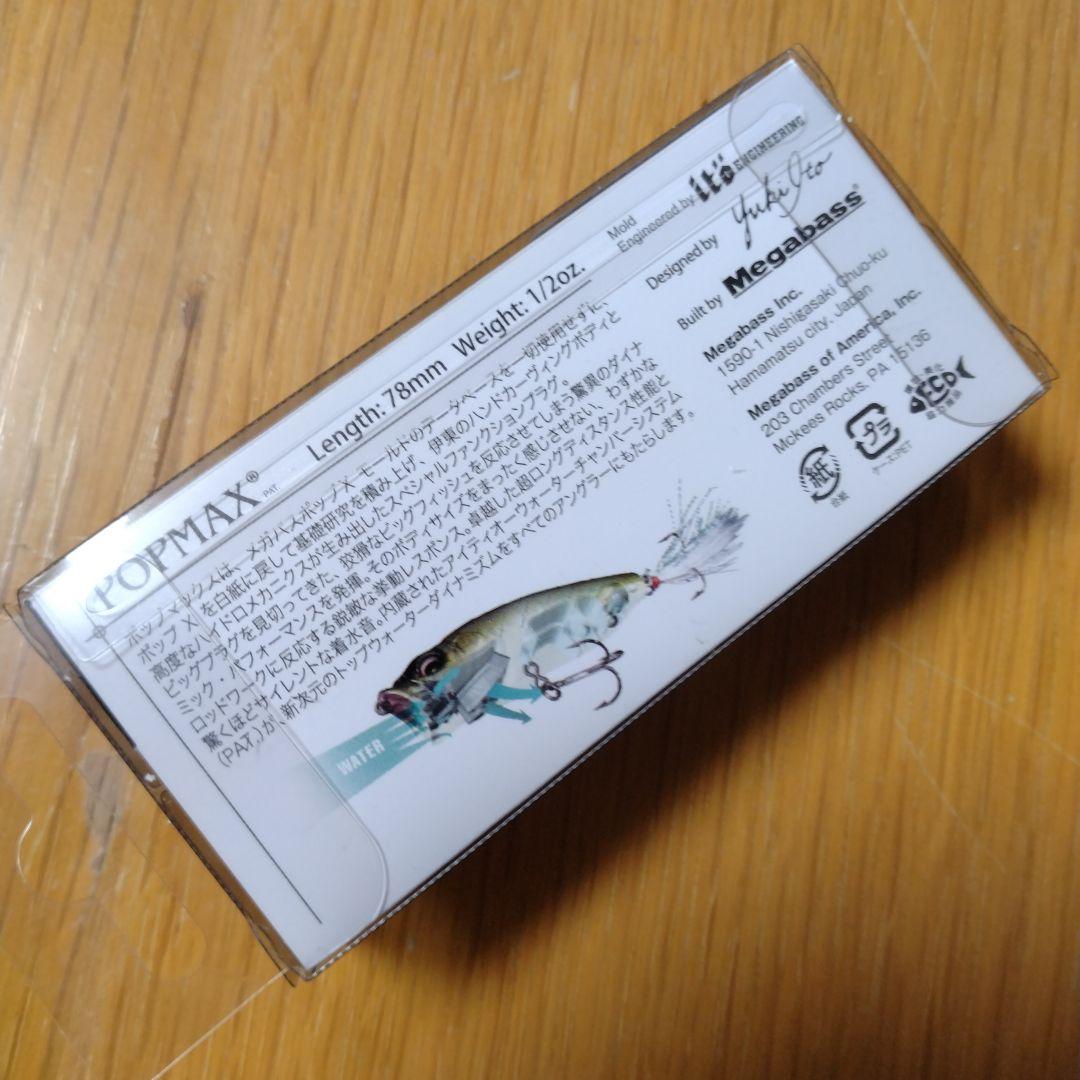 POPMAX®
PAT.
Length: 78mm Weight: 1/2oz.
ポップマックスは、メガバスポップX モールドのデータベースを一切使用せずに、
ポップ X を白紙に戻して基礎研究を積み上げ、伊東のハンドカーヴィングボディと
高度なハイドロメカニクスが生み出したスペシャルファンクションプラグ。
ビッグプラグを見切ってきた、狡猾なビッグフィッシュを反応させてしまう驚異のダイナ
ミック・パフォーマンスを発揮。そのボディサイズをまったく感じさせない、わずかな
ロッドワークに反応する鋭敏な挙動レスポンス、卓越した超ロングディスタンス性能と
驚くほどサイレントな着水音。内蔵されたアイティオーウォーターチャンバーシステム
(PAT.)が、新次元のトップウォーターダイナミズムをすべてのアングラーにもたらします。
WATER
Mold
Engineered by itö ENGINEERING
Designed by Yuki Ito
Built by Megabass®
Megabass Inc.
1590-1 Nishigasaki Chuo-ku
Hamamatsu city. Japan
Megabass of America, Inc.
203 Chambers Street
Mckees Rocks, PA 15136
紙
台紙
プラ
ケース:PET
ECO